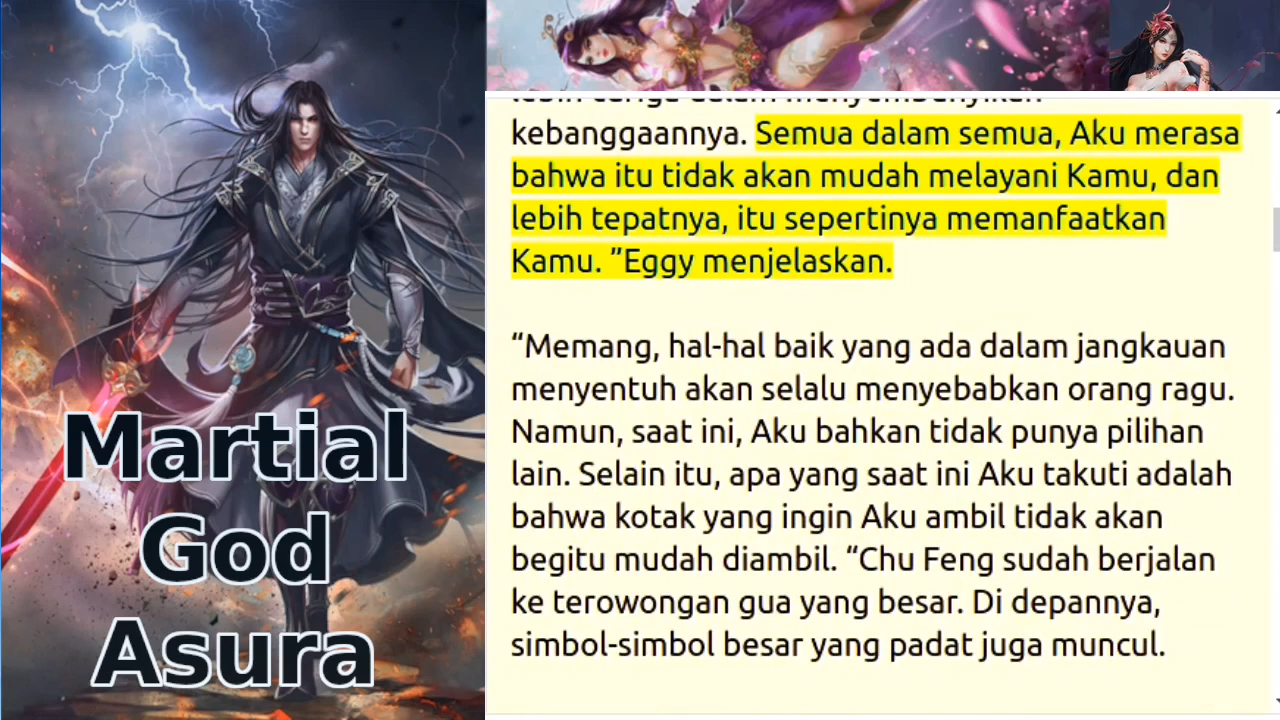 Martial
God
Asura
kebanggaannya. Semua dalam semua, Aku merasa
bahwa itu tidak akan mudah melayani Kamu, dan
lebih tepatnya, itu sepertinya memanfaatkan
Kamu. ”Eggy menjelaskan.
“Memang, hal-hal baik yang ada dalam jangkauan
menyentuh akan selalu menyebabkan orang ragu.
Namun, saat ini, Aku bahkan tidak punya pilihan
lain. Selain itu, apa yang saat ini Aku takuti adalah
bahwa kotak yang ingin Aku ambil tidak akan
begitu mudah diambil. “Chu Feng sudah berjalan
ke terowongan gua yang besar. Di depannya,
simbol-simbol besar yang padat juga muncul.